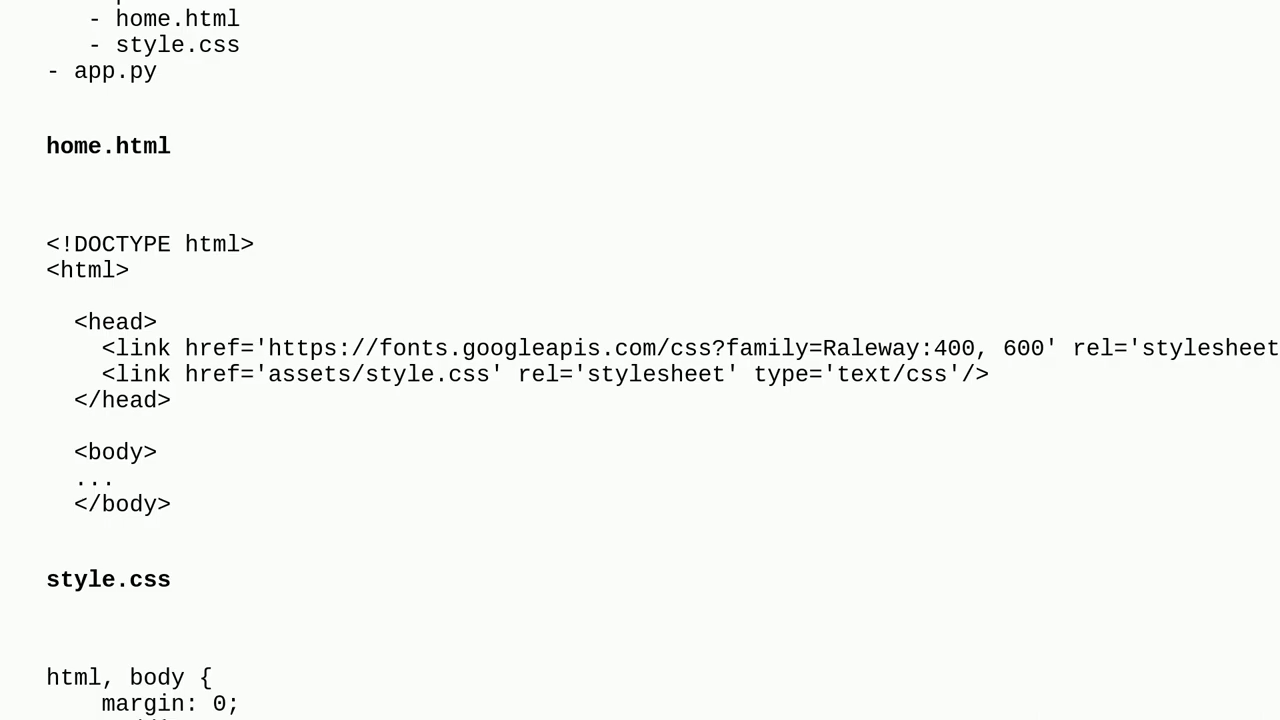 - home.html
- style.css
- app.py
home.html
<!DOCTYPE html>
<html>
<head>
<link href='https://fonts.googleapis.com/css?family=Raleway:400, 600' rel='stylesheet
<link href='assets/style.css' rel='stylesheet' type='text/css'/>
</head>
<body>
...
</body>
style.css
html, body {
margin: 0;